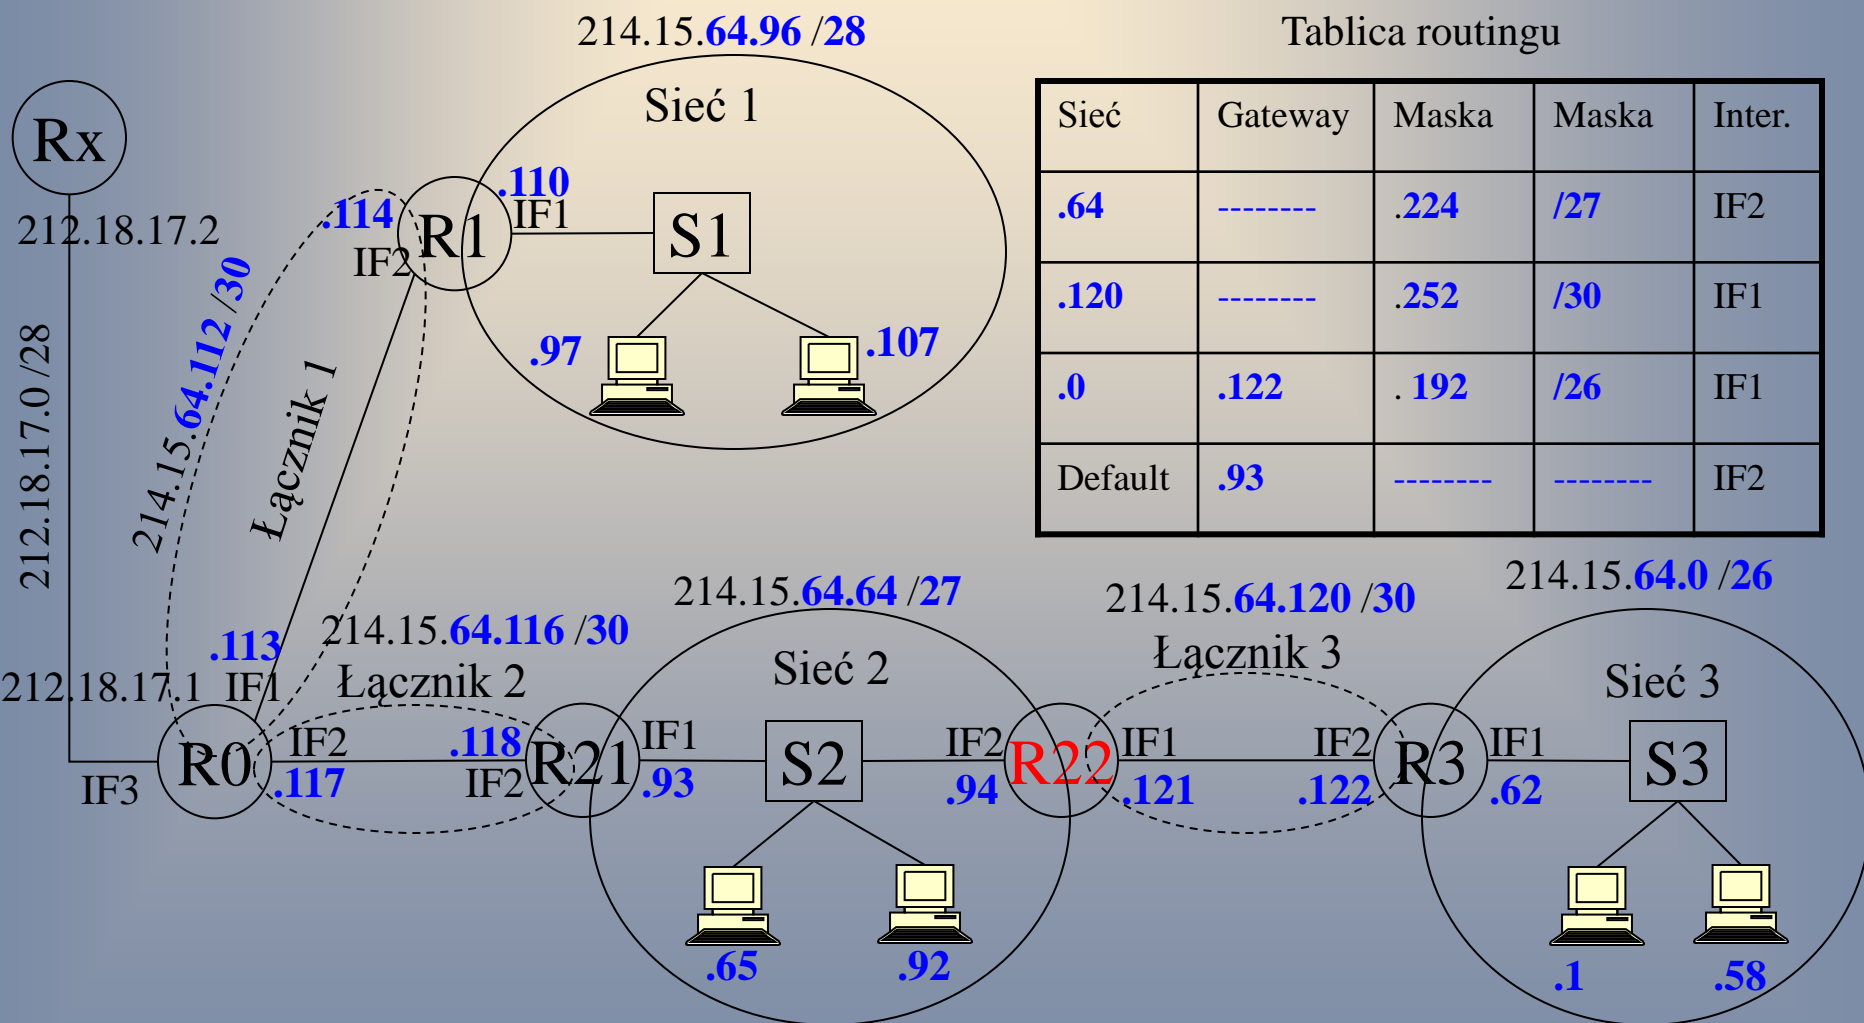 214.15.64.96 /28
Tablica routingu
Sieć 1
Rx
Sieć Gateway Maska Maska Inter.
.64 -------- .224 /27 IF2
.120 -------- .252 /30 IF1
.0 .122 . 192 /26 IF1
Default .93 -------- -------- IF2
.110
IF1
.114
R1
IF2
S1
212.18.17.2
.97
.107
214.15.64.112 /30
Łącznik 1
212.18.17.0 /28
214.15.64.64 /27
214.15.64.120 /30
214.15.64.0 /26
214.15.64.116 /30
.113
Łącznik 2
Sieć 2
Łącznik 3
Sieć 3
212.18.17.1 IF1
R0
IF2
.117
IF3
.118
IF2
R21
IF1
.93
S2
IF2
.94
R22
IF1
.121
IF2
.122
R3
IF1
.62
S3
.65
.92
.1
.58